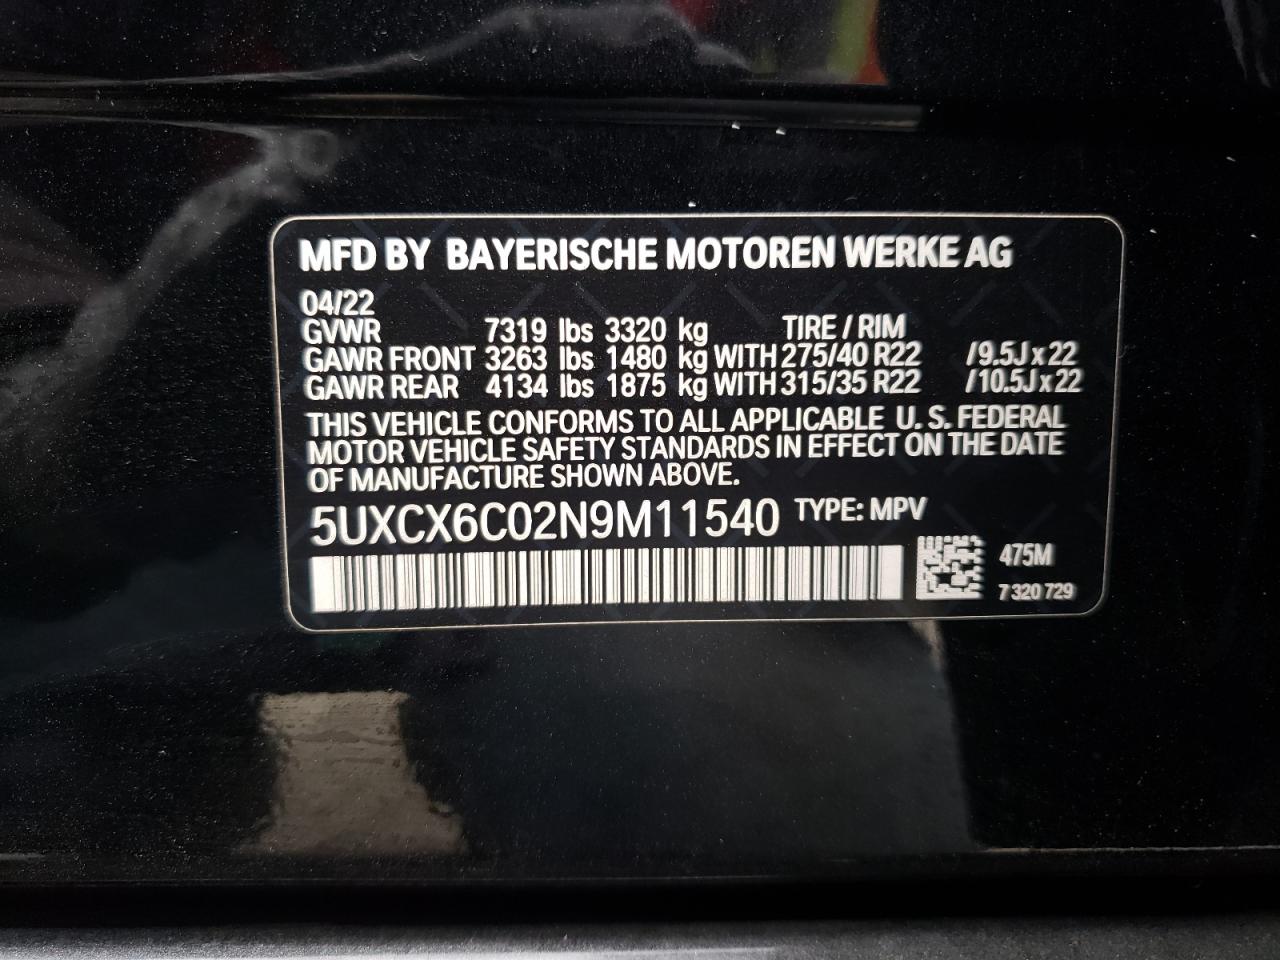 MFD BY BAYERISCHE MOTOREN WERKE AG
04/22
GVWR 7319 lbs 3320 kg TIRE / RIM
GAWR FRONT 3263 lbs 1480 kg WITH 275/40 R22 /9.5J x 22
GAWR REAR 4134 lbs 1875 kg WITH 315/35 R22 /10.5J x 22
THIS VEHICLE CONFORMS TO ALL APPLICABLE U. S. FEDERAL
MOTOR VEHICLE SAFETY STANDARDS IN EFFECT ON THE DATE
OF MANUFACTURE SHOWN ABOVE.
5UXCX6C02N9M11540 TYPE: MPV
475M
7 320 729